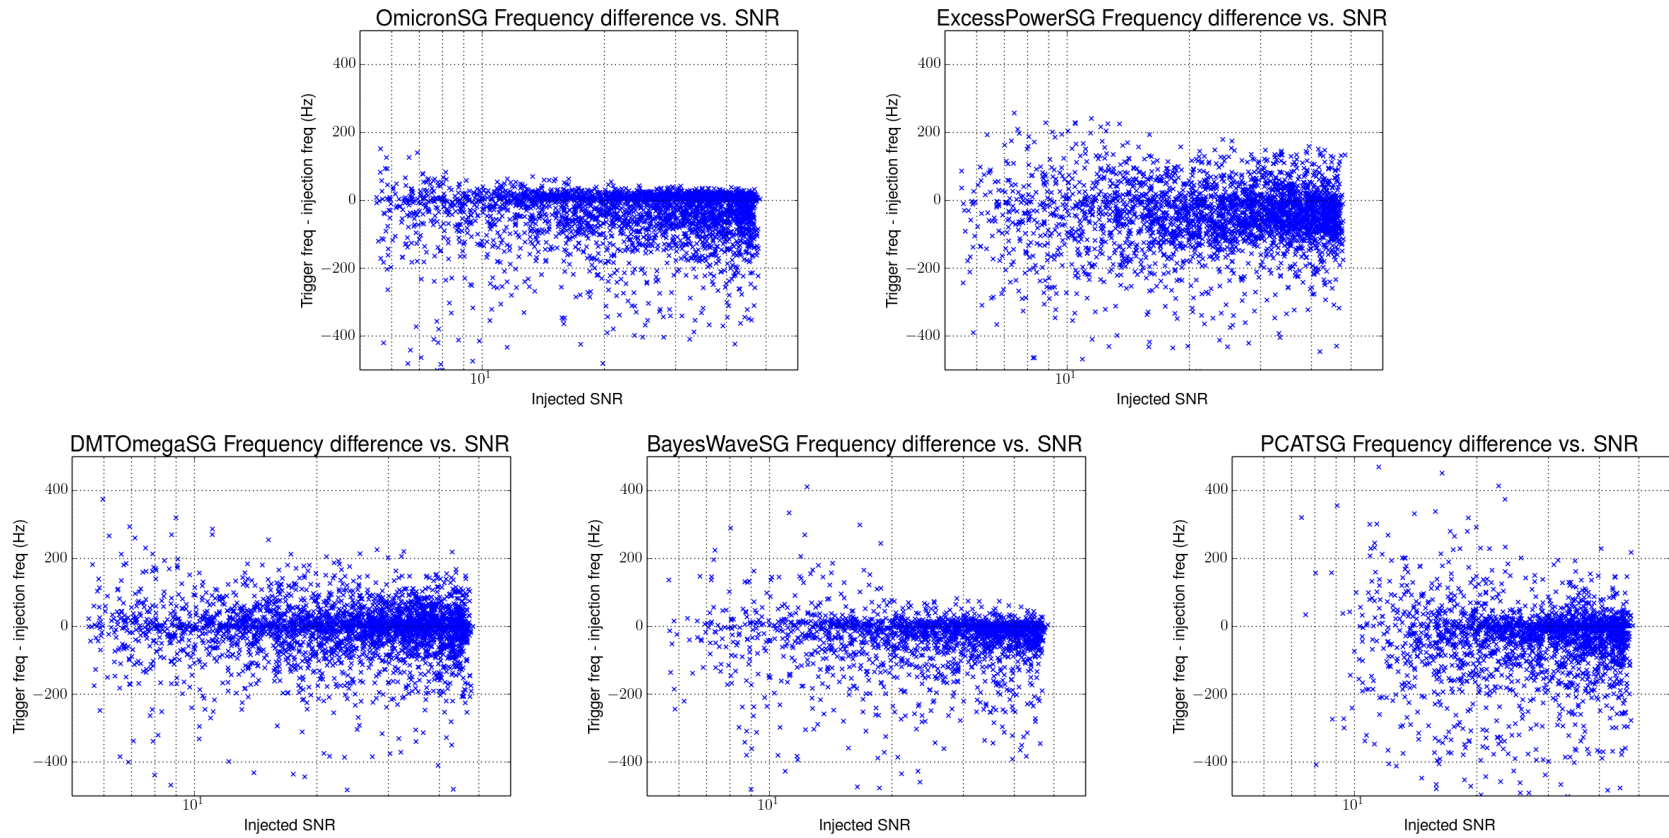 OmicronSG Frequency difference vs. SNR
400
200
0
−200
−400
Trigger freq - injection freq (Hz)
10¹
Injected SNR
ExcessPowerSG Frequency difference vs. SNR
400
200
0
−200
−400
Trigger freq - injection freq (Hz)
10¹
Injected SNR
DMTOmegaSG Frequency difference vs. SNR
400
200
0
−200
−400
Trigger freq - injection freq (Hz)
10¹
Injected SNR
BayesWaveSG Frequency difference vs. SNR
400
200
0
−200
−400
Trigger freq - injection freq (Hz)
10¹
Injected SNR
PCATSG Frequency difference vs. SNR
400
200
0
−200
−400
Trigger freq - injection freq (Hz)
10¹
Injected SNR